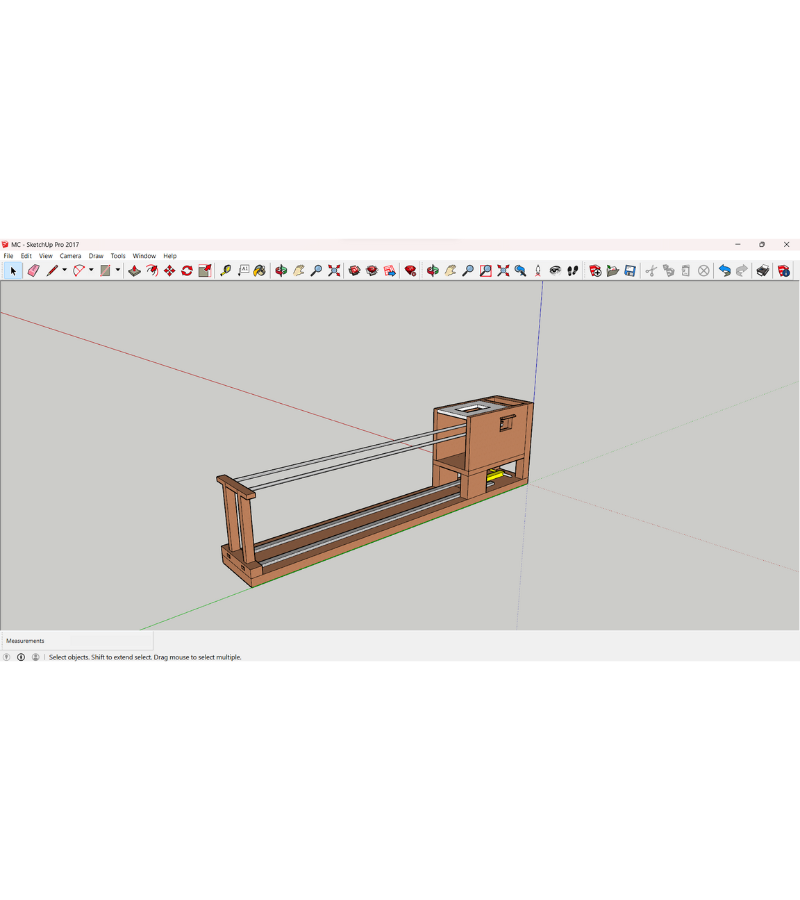 MC - SketchUp Pro 2017
File Edit View Camera Draw Tools Window Help
Measurements
Select objects. Shift to extend select. Drag mouse to select multiple.